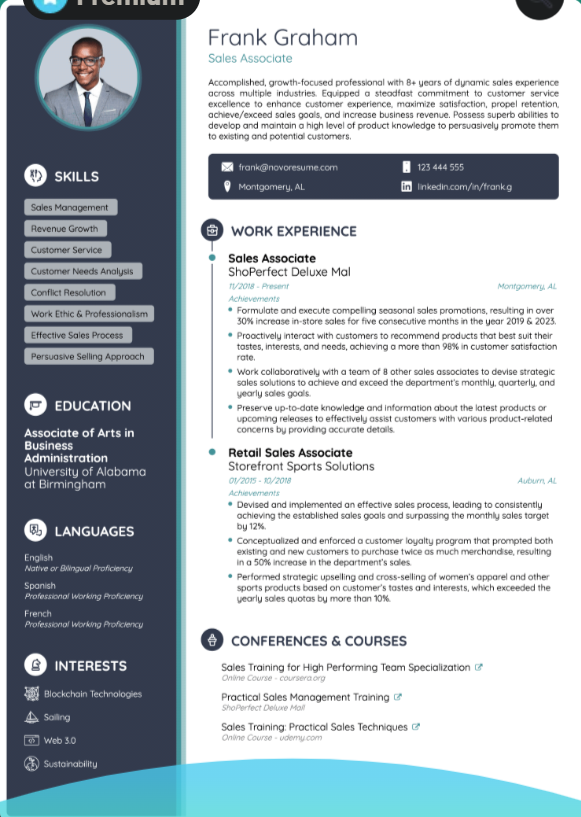 Premium
Frank Graham
Sales Associate
Accomplished, growth-focused professional with 8+ years of dynamic sales experience
across multiple industries. Equipped a steadfast commitment to customer service
excellence to enhance customer experience, maximize satisfaction, propel retention,
achieve/exceed sales goals, and increase business revenue. Possess superb abilities to
develop and maintain a high level of product knowledge to persuasively promote them
to existing and potential customers.
frank@novoresume.com
123 444 555
Montgomery, AL
linkedin.com/in/frank.g
SKILLS
Sales Management
Revenue Growth
Customer Service
Customer Needs Analysis
Conflict Resolution
Work Ethic & Professionalism
Effective Sales Process
Persuasive Selling Approach
EDUCATION
Associate of Arts in
Business
Administration
University of Alabama
at Birmingham
LANGUAGES
English
Native or Bilingual Proficiency
Spanish
Professional Working Proficiency
French
Professional Working Proficiency
INTERESTS
Blockchain Technologies
Sailing
Web 3.0
Sustainability
WORK EXPERIENCE
Sales Associate
ShoPerfect Deluxe Mal
11/2018 - Present
Montgomery, AL
Achievements
Formulate and execute compelling seasonal sales promotions, resulting in over
30% increase in-store sales for five consecutive months in the year 2019 & 2023.
Proactively interact with customers to recommend products that best suit their
tastes, interests, and needs, achieving a more than 98% in customer satisfaction
rate.
Work collaboratively with a team of 8 other sales associates to devise strategic
sales solutions to achieve and exceed the department's monthly, quarterly, and
yearly sales goals.
Preserve up-to-date knowledge and information about the latest products or
upcoming releases to effectively assist customers with various product-related
concerns by providing accurate details.
Retail Sales Associate
Storefront Sports Solutions
01/2015 - 10/2018
Auburn, AL
Achievements
Devised and implemented an effective sales process, leading to consistently
achieving the established sales goals and surpassing the monthly sales target
by 12%.
Conceptualized and enforced a customer loyalty program that prompted both
existing and new customers to purchase twice as much merchandise, resulting
in a 50% increase in the department's sales.
Performed strategic upselling and cross-selling of women's apparel and other
sports products based on customer's tastes and interests, which exceeded the
yearly sales quotas by more than 10%.
CONFERENCES & COURSES
Sales Training for High Performing Team Specialization
Online Course - coursera.org
Practical Sales Management Training
ShoPerfect Deluxe Mall
Sales Training: Practical Sales Techniques
Online Course - udemy.com